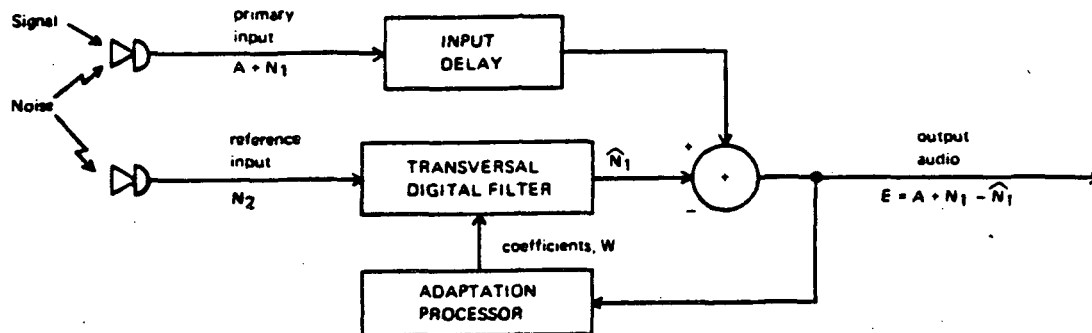 Signal
primary
input
A + N1
INPUT
DELAY
Noise
reference
input
N2
TRANSVERSAL
DIGITAL FILTER
N̂1
+
+
−
output
audio
E = A + N1 − N̂1
coefficients, W
ADAPTATION
PROCESSOR